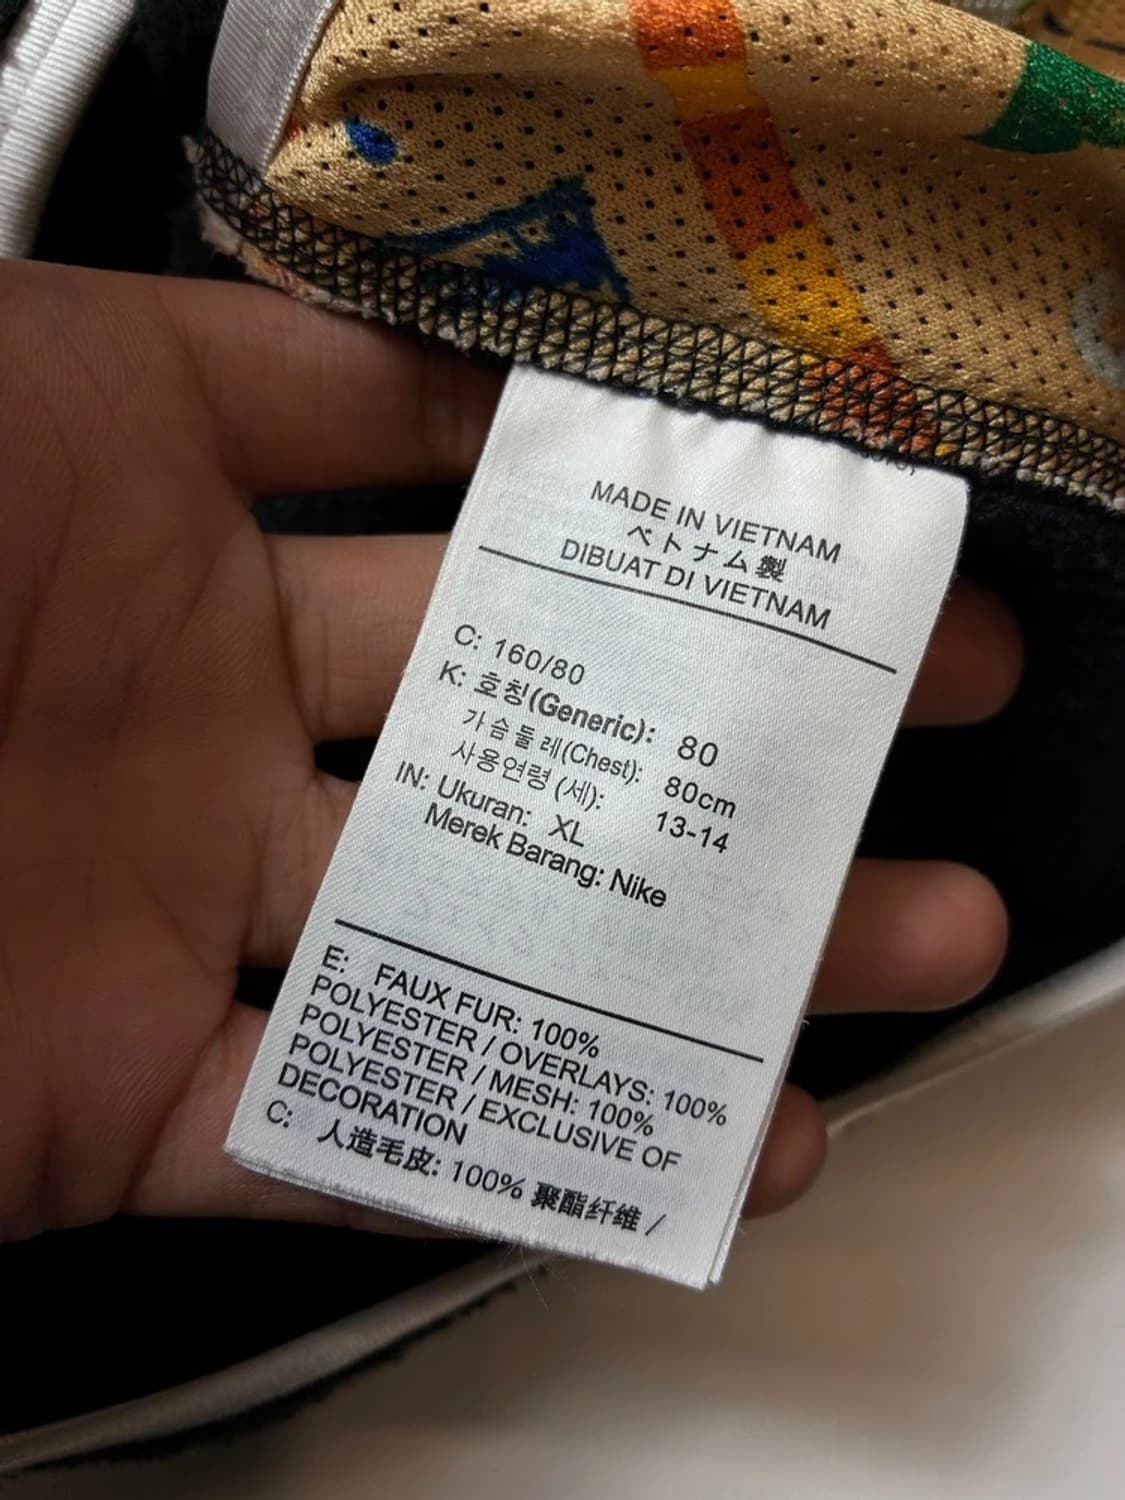 MADE IN VIETNAM
ベトナム製
DIBUAT DI VIETNAM
C: 160/80
K: 호칭(Generic): 80
가슴둘레(Chest): 80cm
사용연령 (세): 13-14
IN: Ukuran: XL
Merek Barang: Nike
E: FAUX FUR: 100%
POLYESTER / OVERLAYS: 100%
POLYESTER / MESH: 100%
POLYESTER / EXCLUSIVE OF
DECORATION
C: 人造毛皮: 100% 聚酯纤维 /